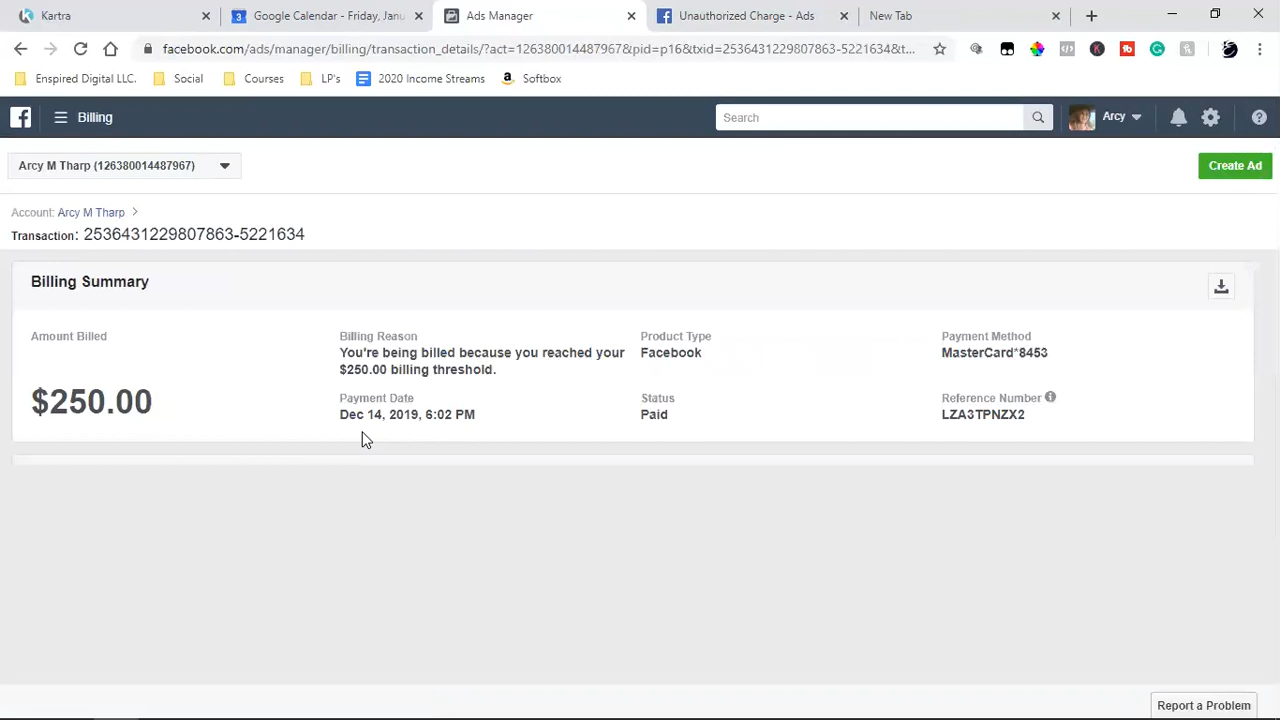 Kartra
Google Calendar - Friday, Janu
Ads Manager
Unauthorized Charge - Ads
New Tab
facebook.com/ads/manager/billing/transaction_details/?act=126380014487967&pid=p16&txid=2536431229807863-5221634&t...
Enspired Digital LLC.
Social
Courses
LP's
2020 Income Streams
Softbox
Billing
Search
Arcy
Arcy M Tharp (126380014487967)
Create Ad
Account: Arcy M Tharp >
Transaction: 2536431229807863-5221634
Billing Summary
Amount Billed
$250.00
Billing Reason
You're being billed because you reached your
$250.00 billing threshold.
Payment Date
Dec 14, 2019, 6:02 PM
Product Type
Facebook
Status
Paid
Payment Method
MasterCard*8453
Reference Number
LZA3TPNZX2
Report a Problem